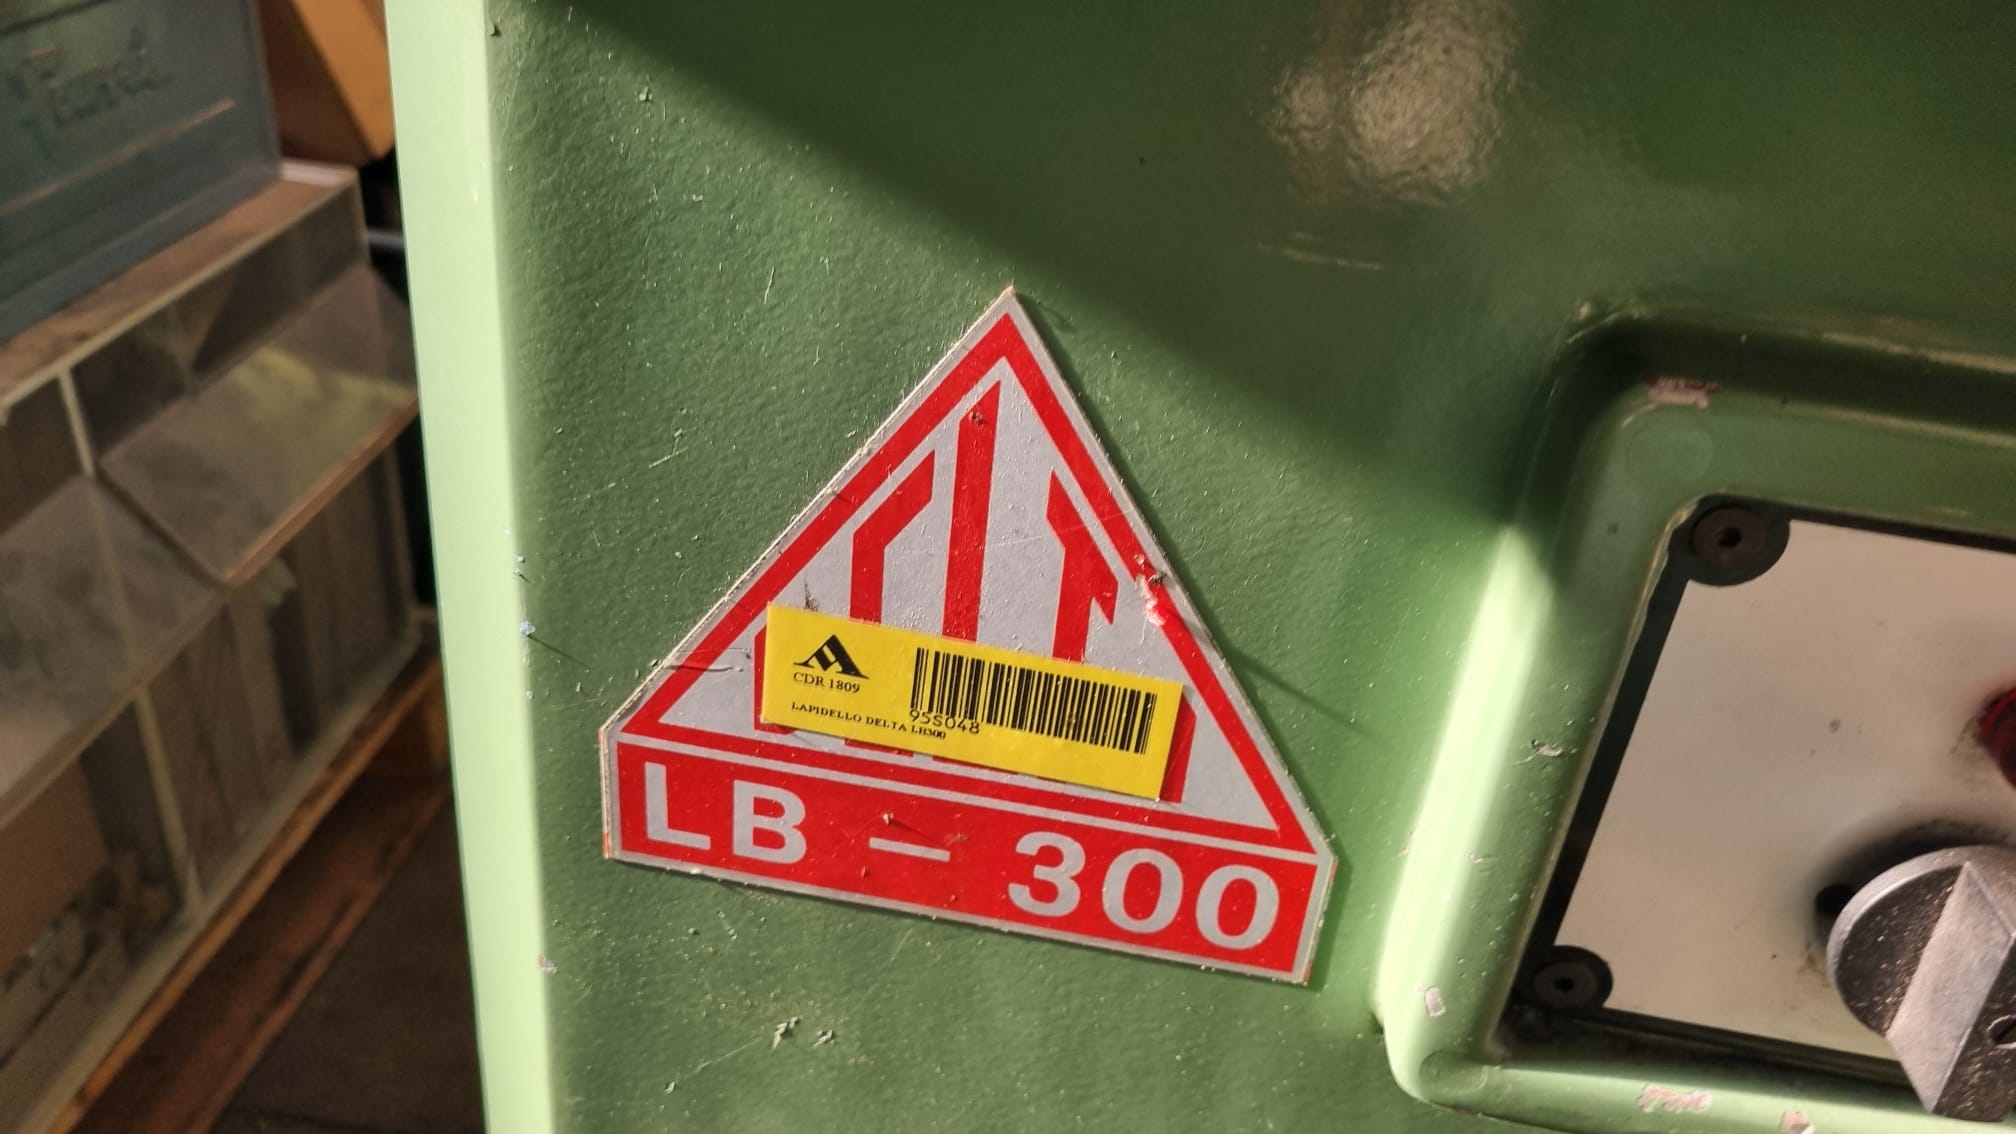 CDR 1809
95S048
LAPIDELLO DELTA LB300
LB – 300